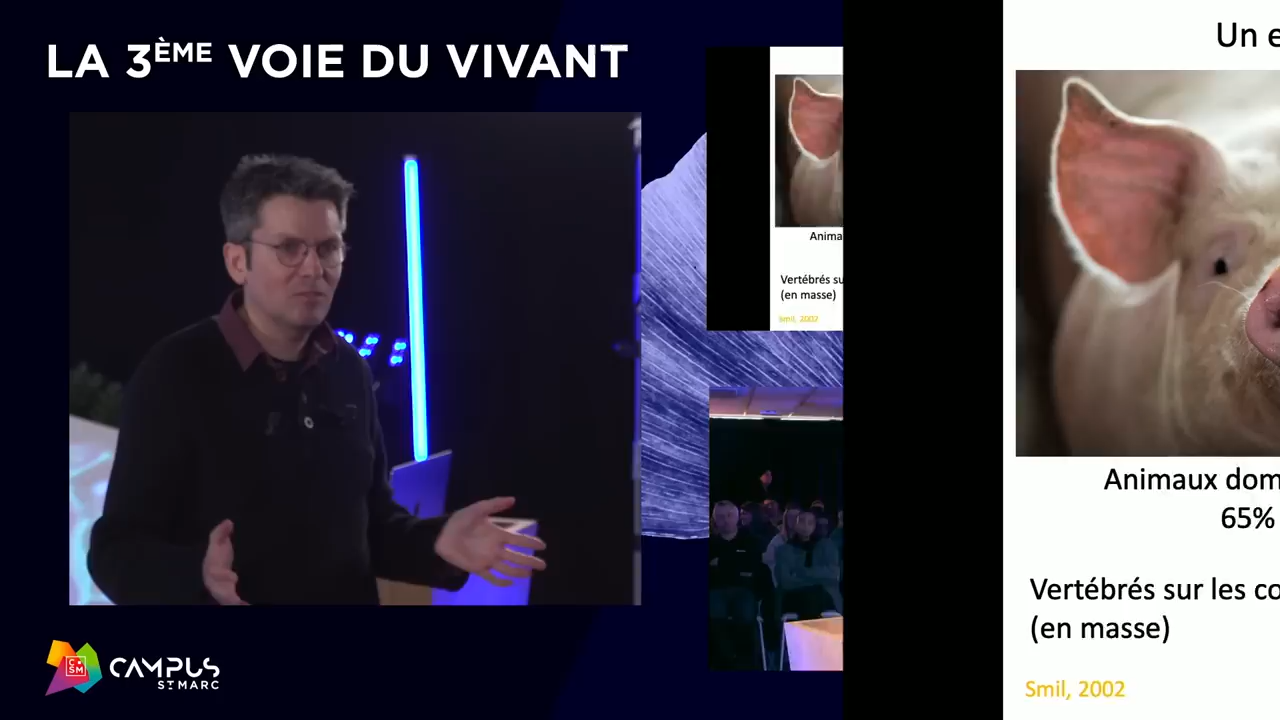 LA 3ÈME VOIE DU VIVANT
Vertébrés su
(en masse)
Smil, 2002
CAMPUS
ST MARC
Un e
Animaux dom
65%
Vertébrés sur les co
(en masse)
Smil, 2002